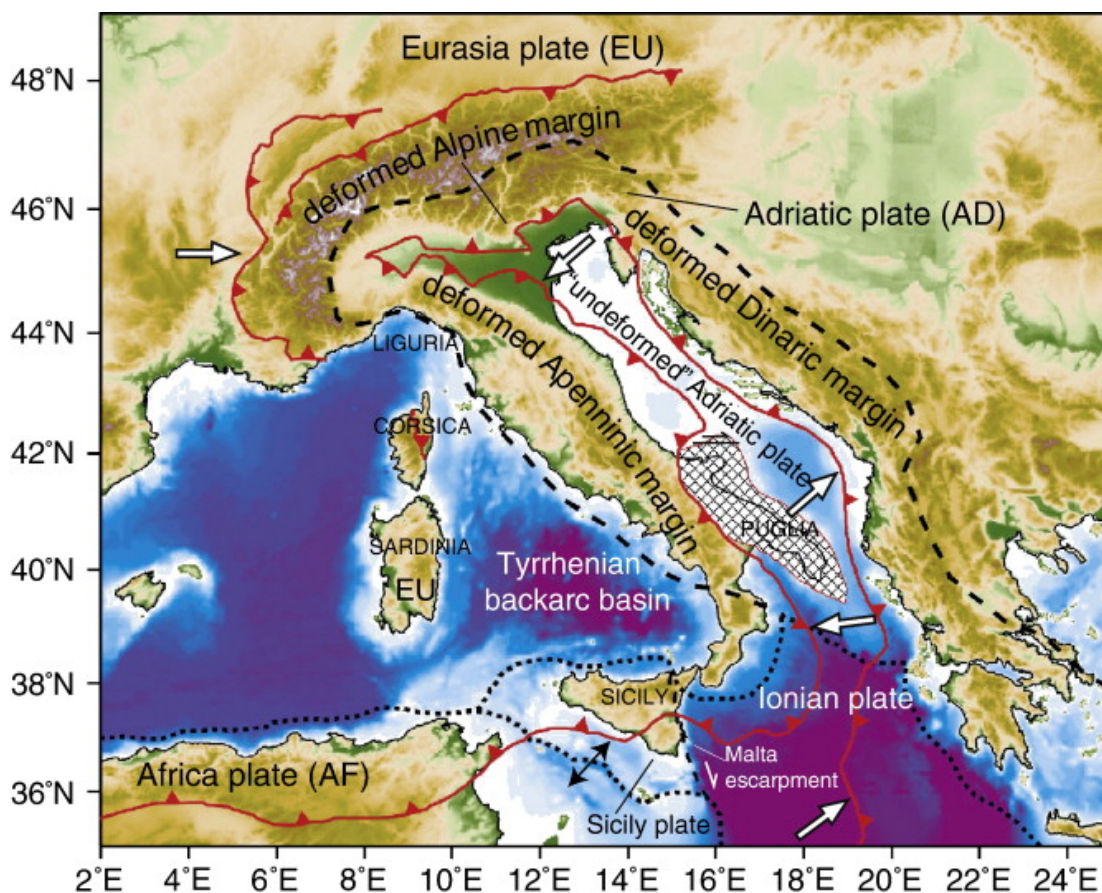 Eurasia plate (EU)
48°N
deformed Alpine margin
46°N
Adriatic plate (AD)
deformed Dinaric margin
"undeformed" Adriatic plate
deformed Apenninic margin
44°N
LIGURIA
CORSICA
42°N
PUGLIA
SARDINIA
40°N
EU
Tyrrhenian
backarc basin
38°N
SICILY
Ionian plate
Malta
escarpment
Africa plate (AF)
36°N
Sicily plate
2°E 4°E 6°E 8°E 10°E 12°E 14°E 16°E 18°E 20°E 22°E 24°E